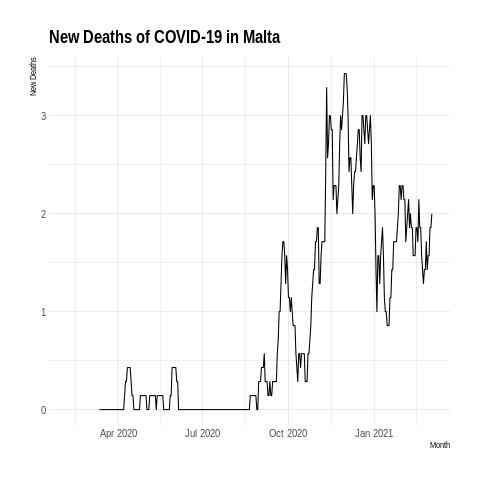 New Deaths of COVID-19 in Malta
New Deaths
3
2
1
0
Apr 2020 Jul 2020 Oct 2020 Jan 2021
Month